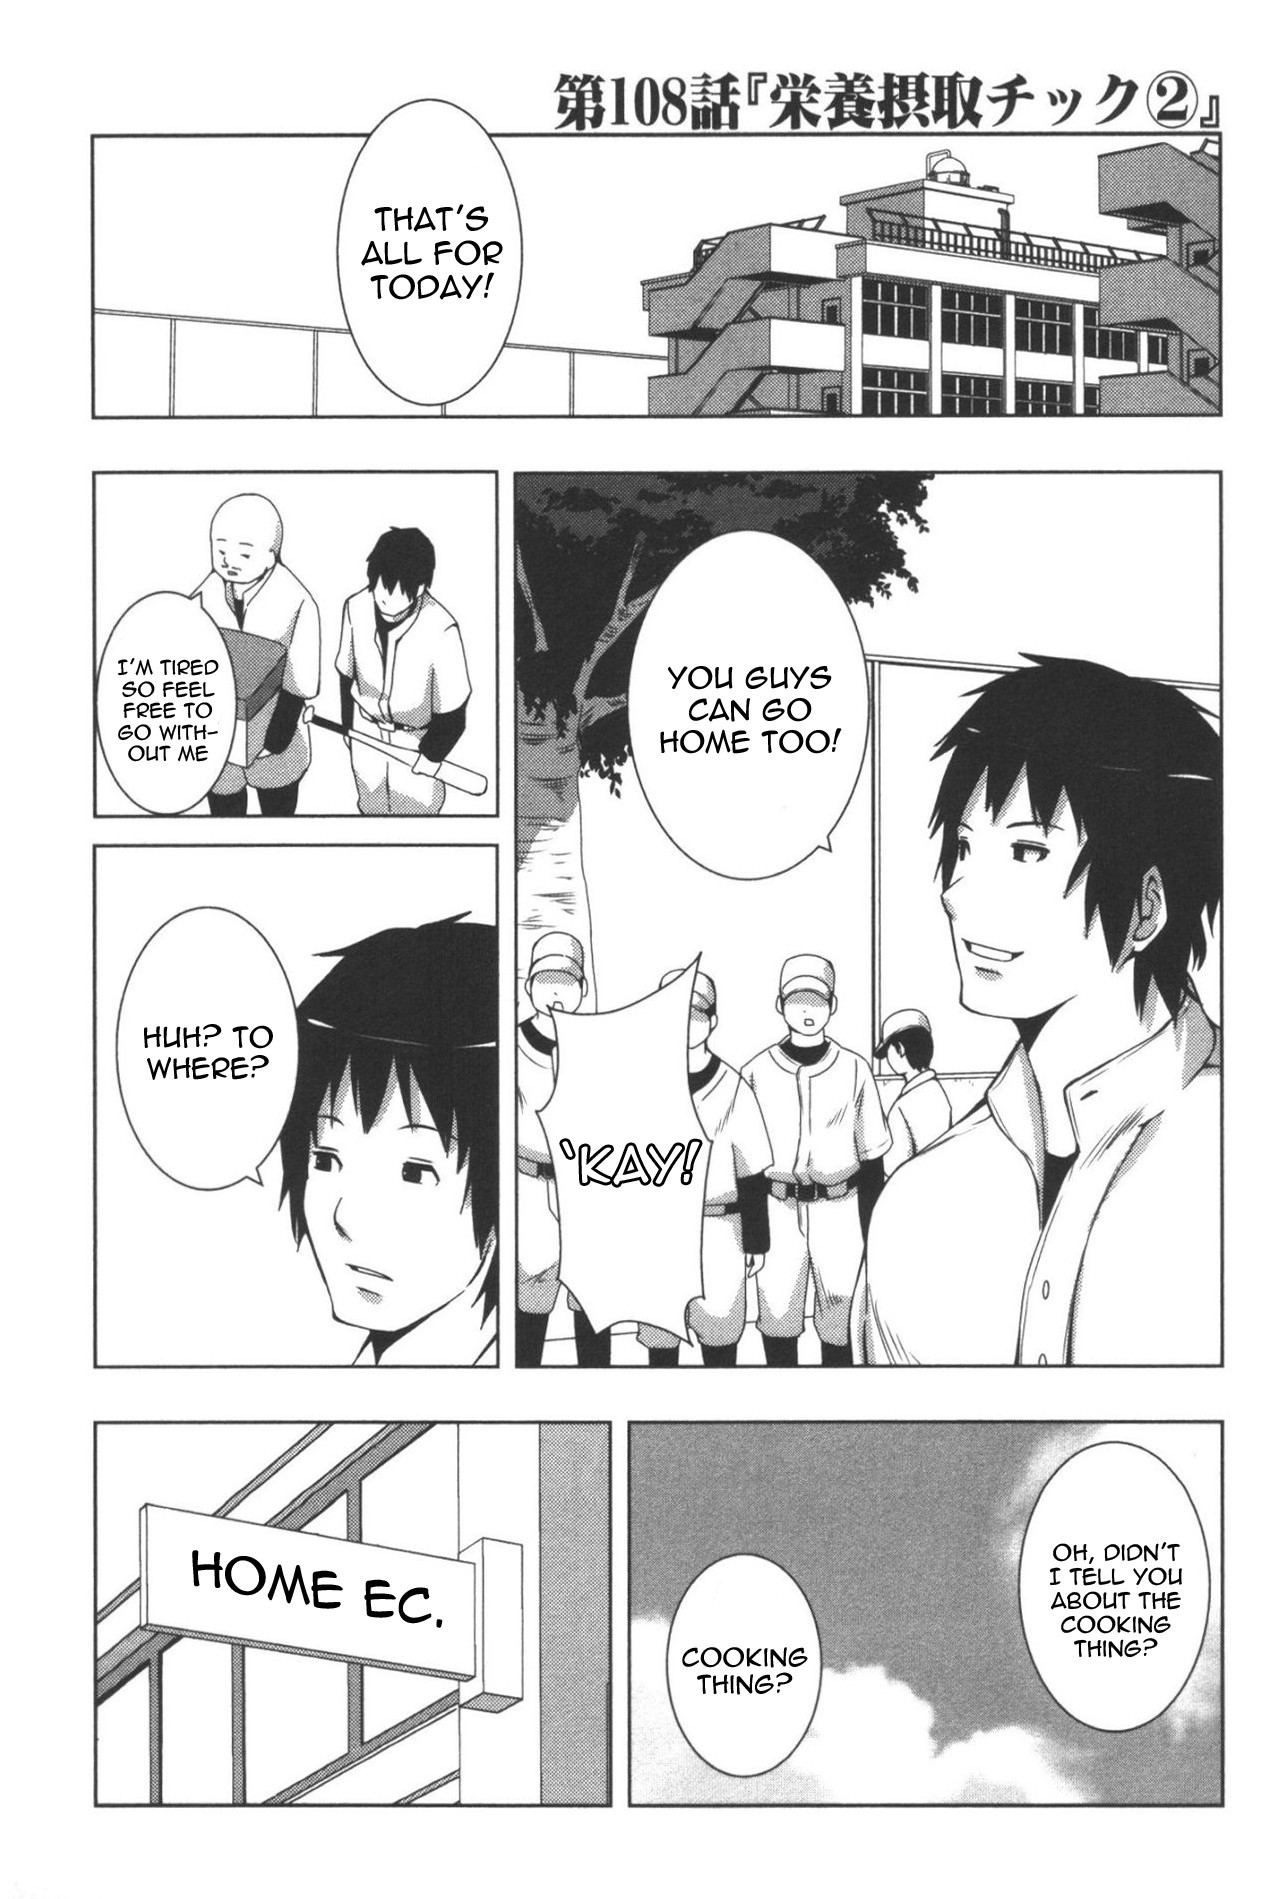 第108話『栄養摂取チック②』
THAT'S
ALL FOR
TODAY!
YOU GUYS
CAN GO
HOME TOO!
'KAY!
I'M TIRED
SO FEEL
FREE TO
GO WITH-
OUT ME
HUH? TO
WHERE?
OH, DIDN'T
I TELL YOU
ABOUT THE
COOKING
THING?
COOKING
THING?
HOME EC.